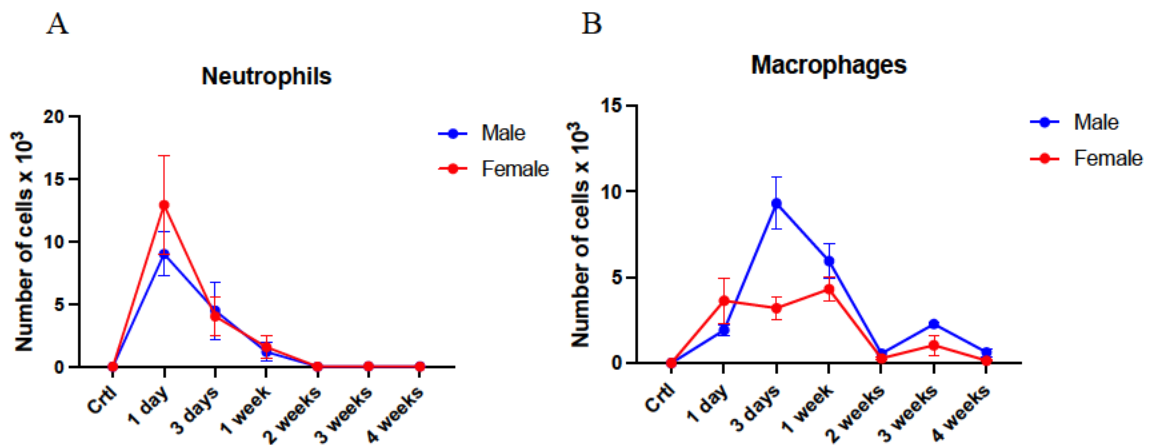 A
Neutrophils
Number of cells x 10³
20
15
10
5
0
Crtl
1 day
3 days
1 week
2 weeks
3 weeks
4 weeks
Male
Female
B
Macrophages
Number of cells x 10³
15
10
5
0
Crtl
1 day
3 days
1 week
2 weeks
3 weeks
4 weeks
Male
Female